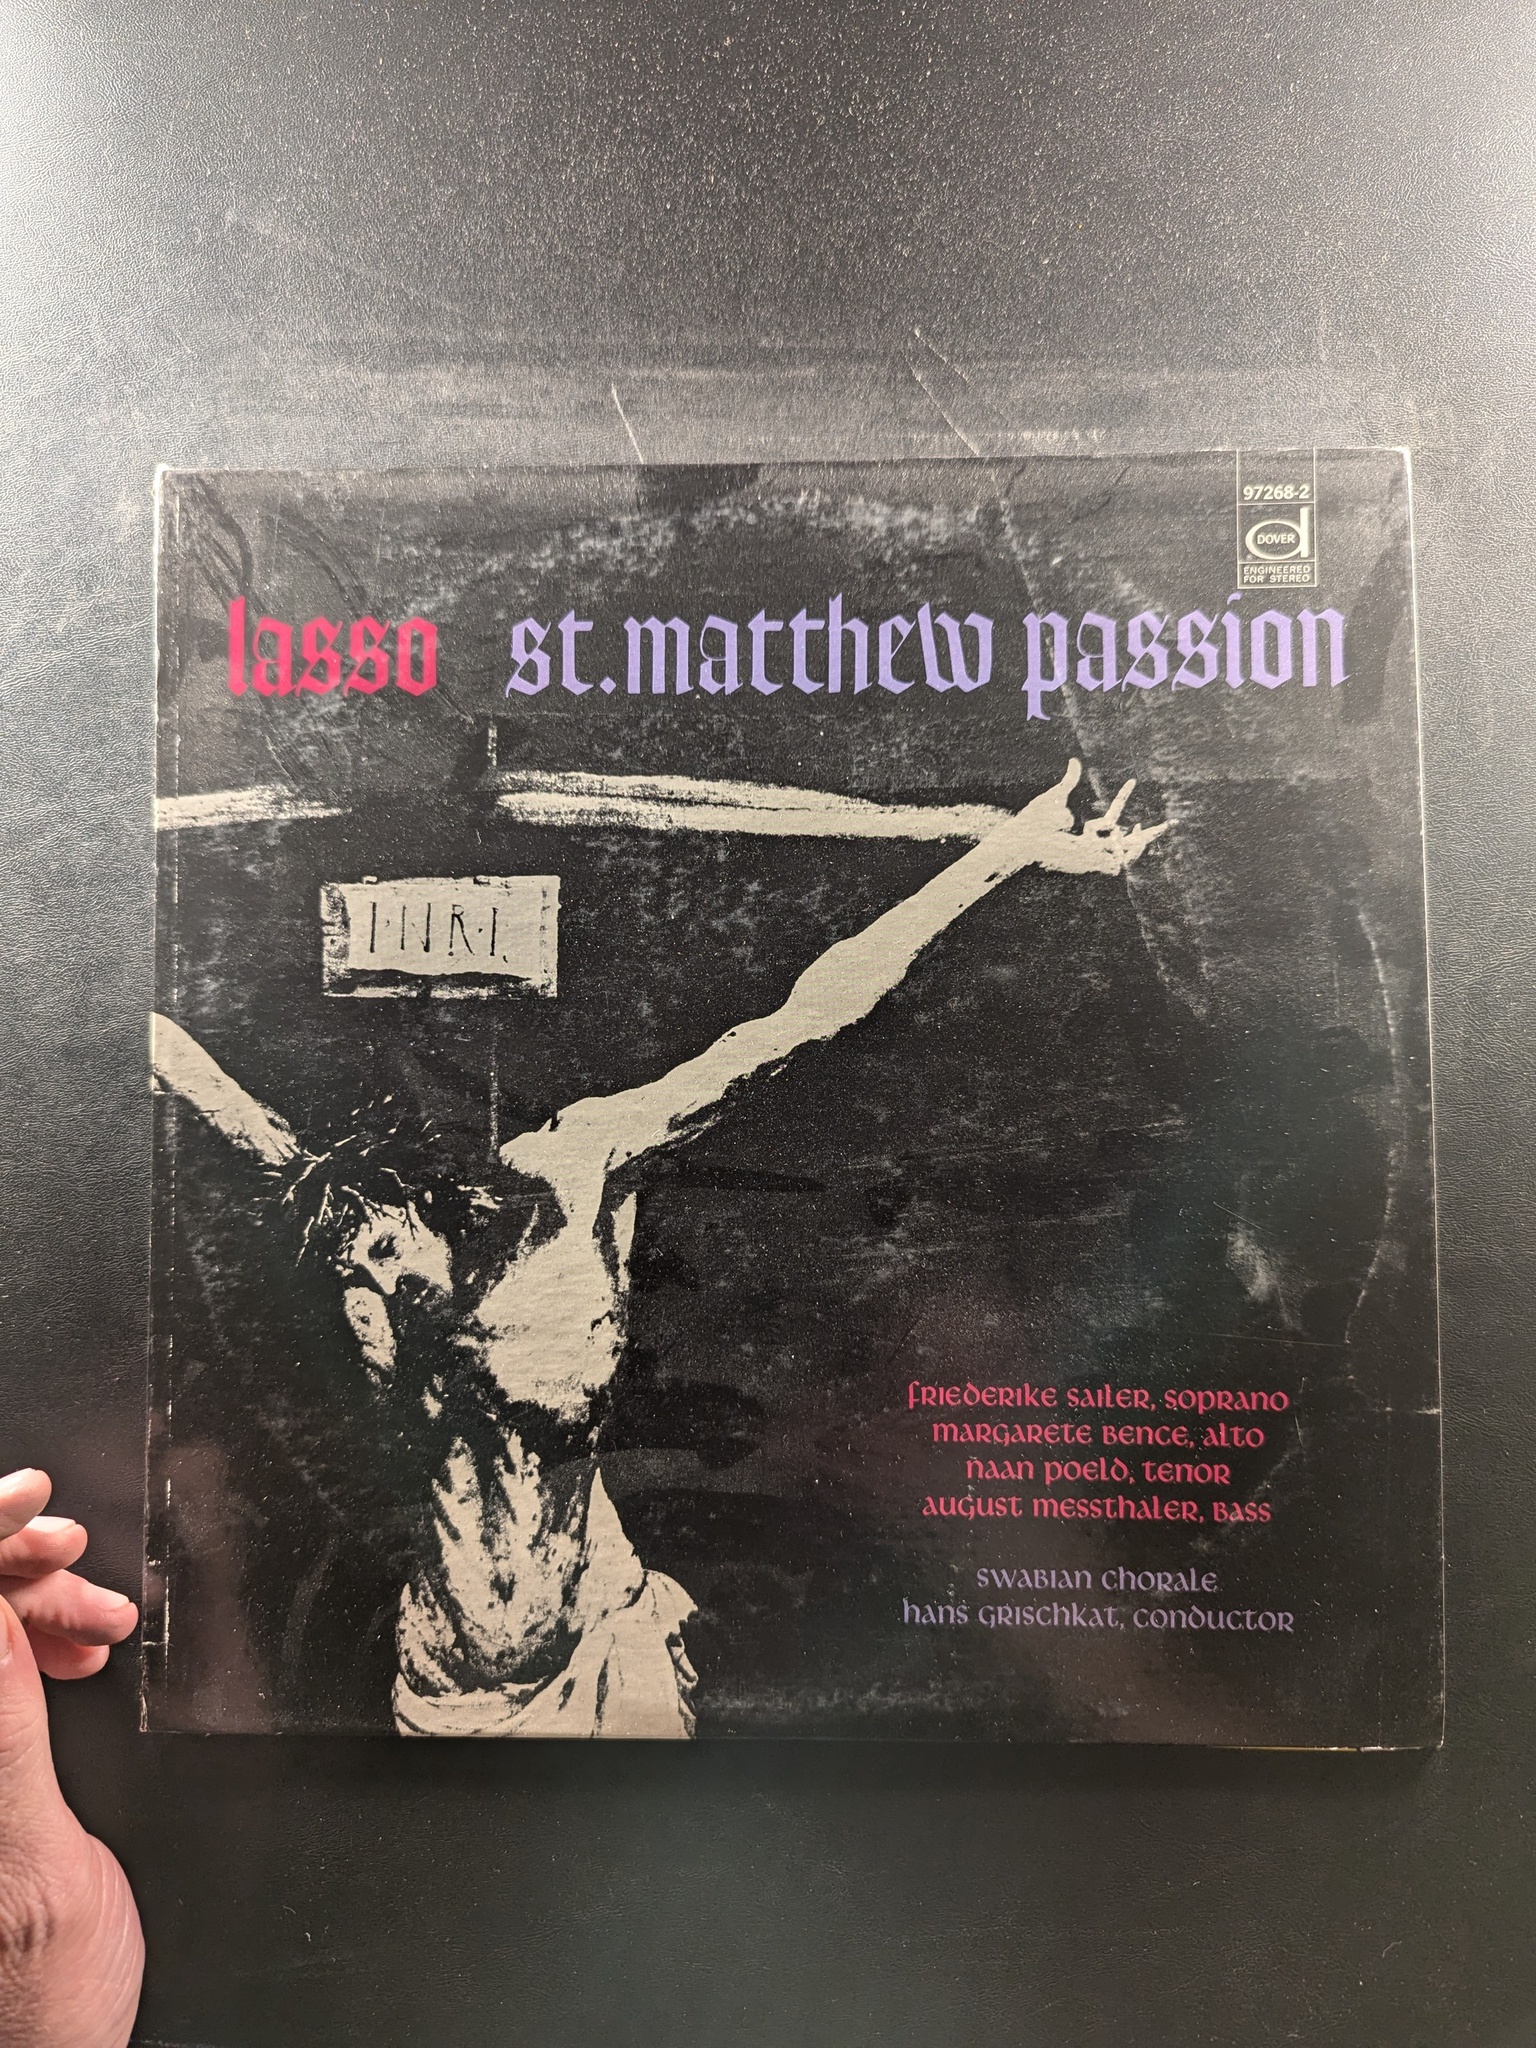 97268-2
d
DOVER
ENGINEERED
FOR STEREO
lasso st. matthew passion
I·N·R·I
friederike sailer, soprano
margarete bence, alto
naan poeld, tenor
august messthaler, bass
swabian chorale
hans grischkat, conductor